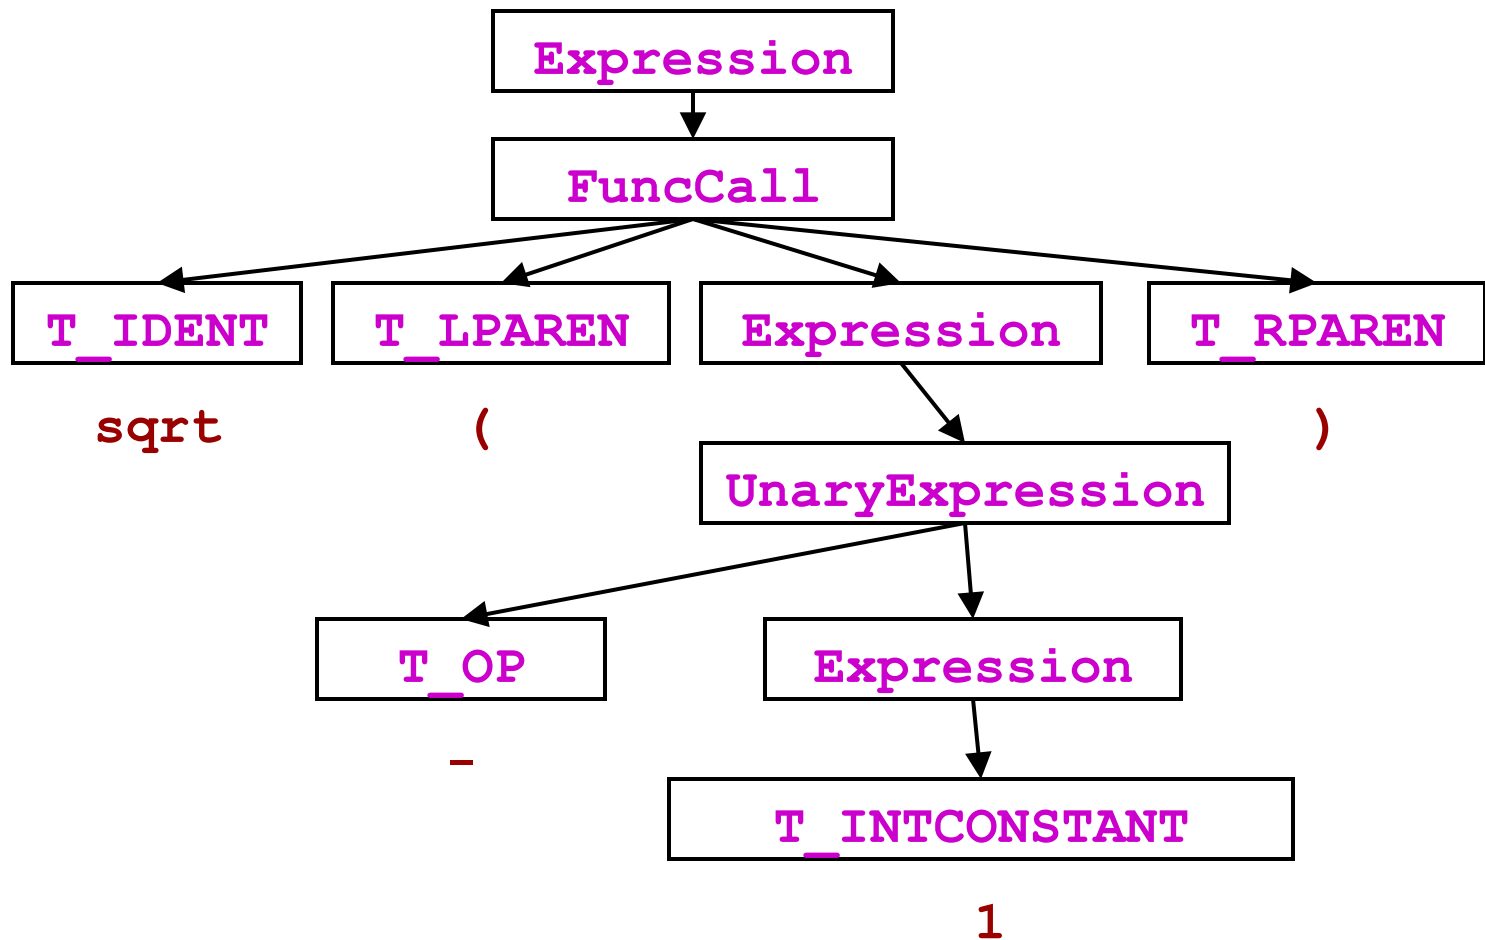 Expression
FuncCall
T_IDENT T_LPAREN Expression T_RPAREN
sqrt ( )
UnaryExpression
T_OP Expression
-
T_INTCONSTANT
1